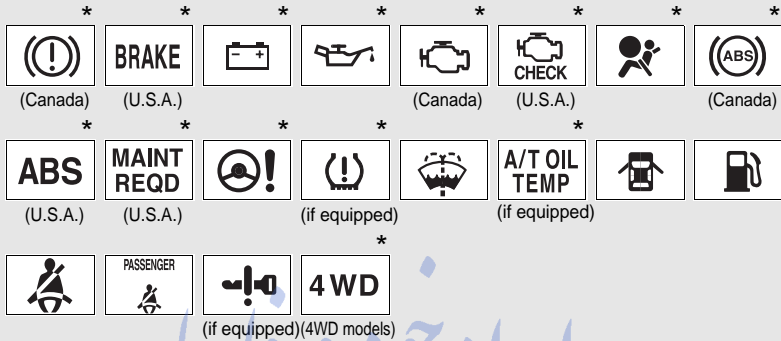 * * * * * * * *
BRAKE
CHECK
ABS
(Canada) (U.S.A.) (Canada) (U.S.A.) (Canada)
* * * * *
ABS MAINT REQD A/T OIL TEMP
(U.S.A.) (U.S.A.) (if equipped) (if equipped)
*
PASSENGER 4WD
(if equipped) (4WD models)